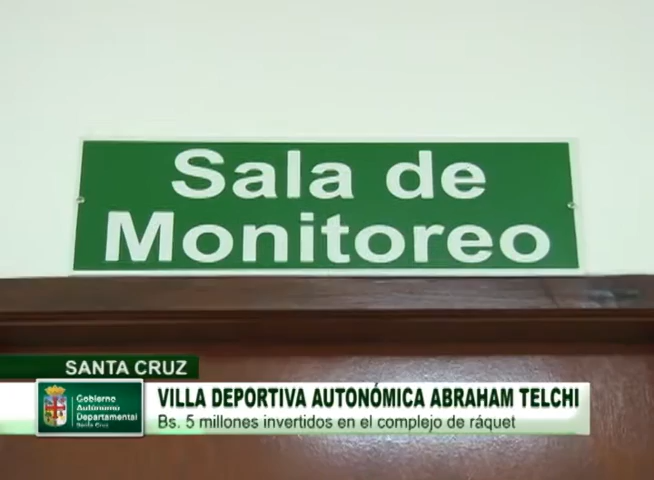 Sala de
Monitoreo
SANTA CRUZ
Gobierno
Autónomo
Departamental
Santa Cruz
VILLA DEPORTIVA AUTONÓMICA ABRAHAM TELCHI
Bs. 5 millones invertidos en el complejo de ráquet